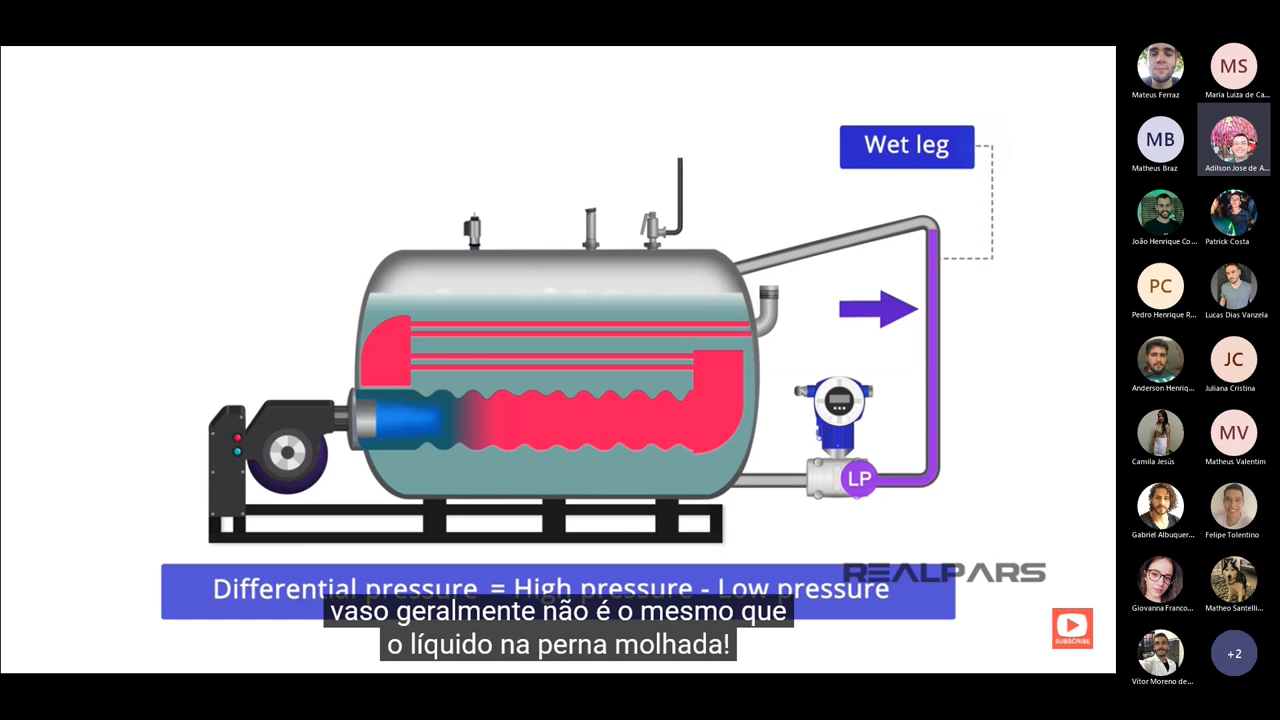 Wet leg
LP
Differential pressure = High pressure - Low pressure
REALPARS
vaso geralmente não é o mesmo que
o líquido na perna molhada!
SUBSCRIBE
Mateus Ferraz
MS
Maria Luiza de Ca...
MB
Matheus Braz
Adilson Jose de A...
João Henrique Co...
Patrick Costa
PC
Pedro Henrique R...
Lucas Dias Vanzela
Anderson Henriq...
JC
Juliana Cristina
Camila Jesús
MV
Matheus Valentim
Gabriel Albuquer...
Felipe Tolentino
Giovanna Franco...
Matheo Santelli...
Vítor Moreno de...
+2